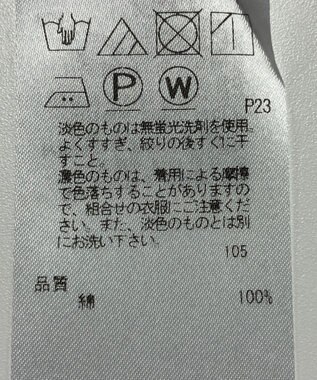 P W
P23
淡色のものは無蛍光洗剤を使用。
よくすすぎ、絞りの後すぐに干
すこと。
濃色のものは、着用による摩擦
で色落ちすることがありますの
で、組合せの衣服にご注意くだ
さい。また、淡色のものとは別
にお洗い下さい。
105
品質
綿 100%